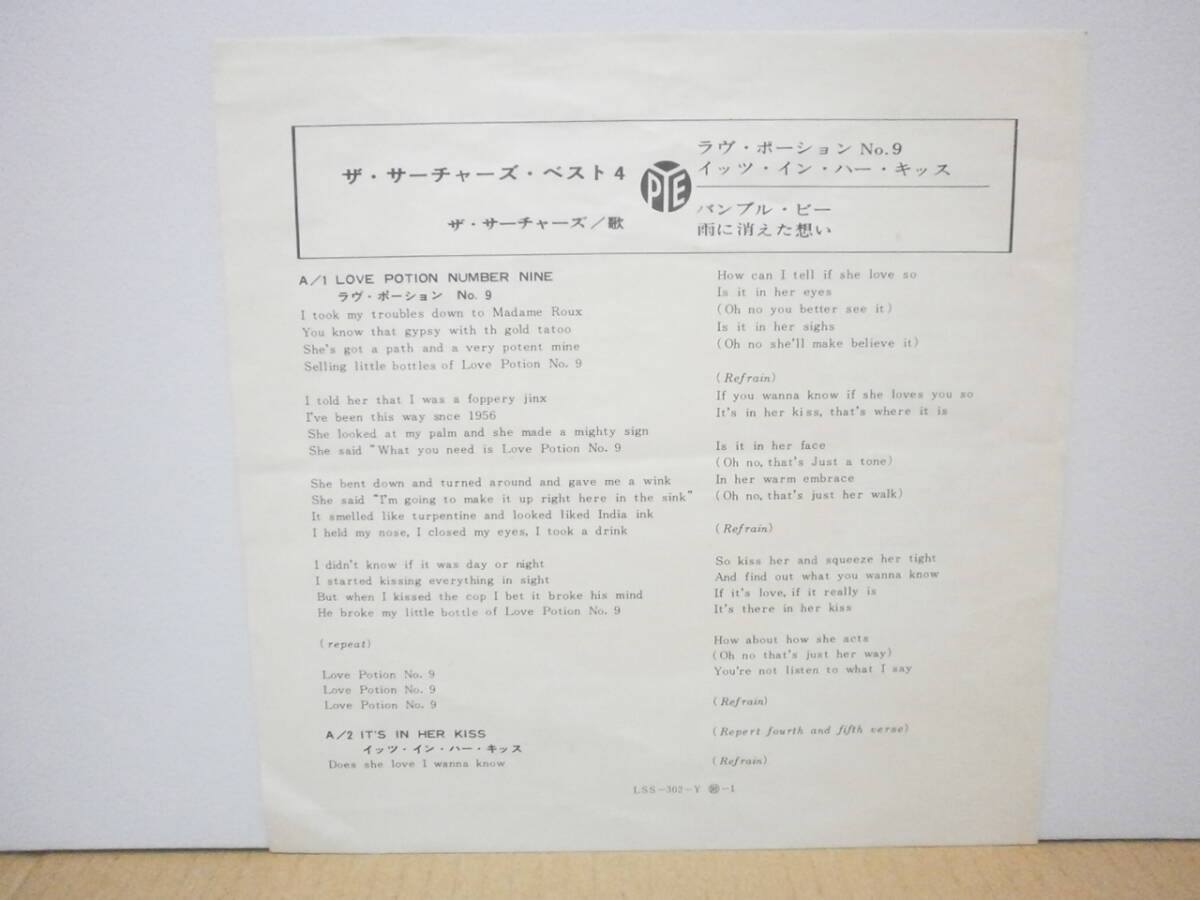 ザ・サーチャーズ・ベスト4
ザ・サーチャーズ／歌
PYE
ラヴ・ポーション No.9
イッツ・イン・ハー・キッス
バンブル・ビー
雨に消えた想い
A/1 LOVE POTION NUMBER NINE
ラヴ・ポーション No. 9
I took my troubles down to Madame Roux
You know that gypsy with th gold tatoo
She's got a path and a very potent mine
Selling little bottles of Love Potion No. 9
I told her that I was a foppery jinx
I've been this way snce 1956
She looked at my palm and she made a mighty sign
She said "What you need is Love Potion No. 9
She bent down and turned around and gave me a wink
She said "I'm going to make it up right here in the sink"
It smelled like turpentine and looked liked India ink
I held my nose, I closed my eyes, I took a drink
I didn't know if it was day or night
I started kissing everything in sight
But when I kissed the cop I bet it broke his mind
He broke my little bottle of Love Potion No. 9
(repeat)
Love Potion No. 9
Love Potion No. 9
Love Potion No. 9
A/2 IT'S IN HER KISS
イッツ・イン・ハー・キッス
Does she love I wanna know
How can I tell if she love so
Is it in her eyes
(Oh no you better see it)
Is it in her sighs
(Oh no she'll make believe it)
(Refrain)
If you wanna know if she loves you so
It's in her kiss, that's where it is
Is it in her face
(Oh no, that's Just a tone)
In her warm embrace
(Oh no, that's just her walk)
(Refrain)
So kiss her and squeeze her tight
And find out what you wanna know
If it's love, if it really is
It's there in her kiss
How about how she acts
(Oh no that's just her way)
You're not listen to what I say
(Refrain)
(Repert fourth and fifth verse)
(Refrain)
LSS-302-Y -1